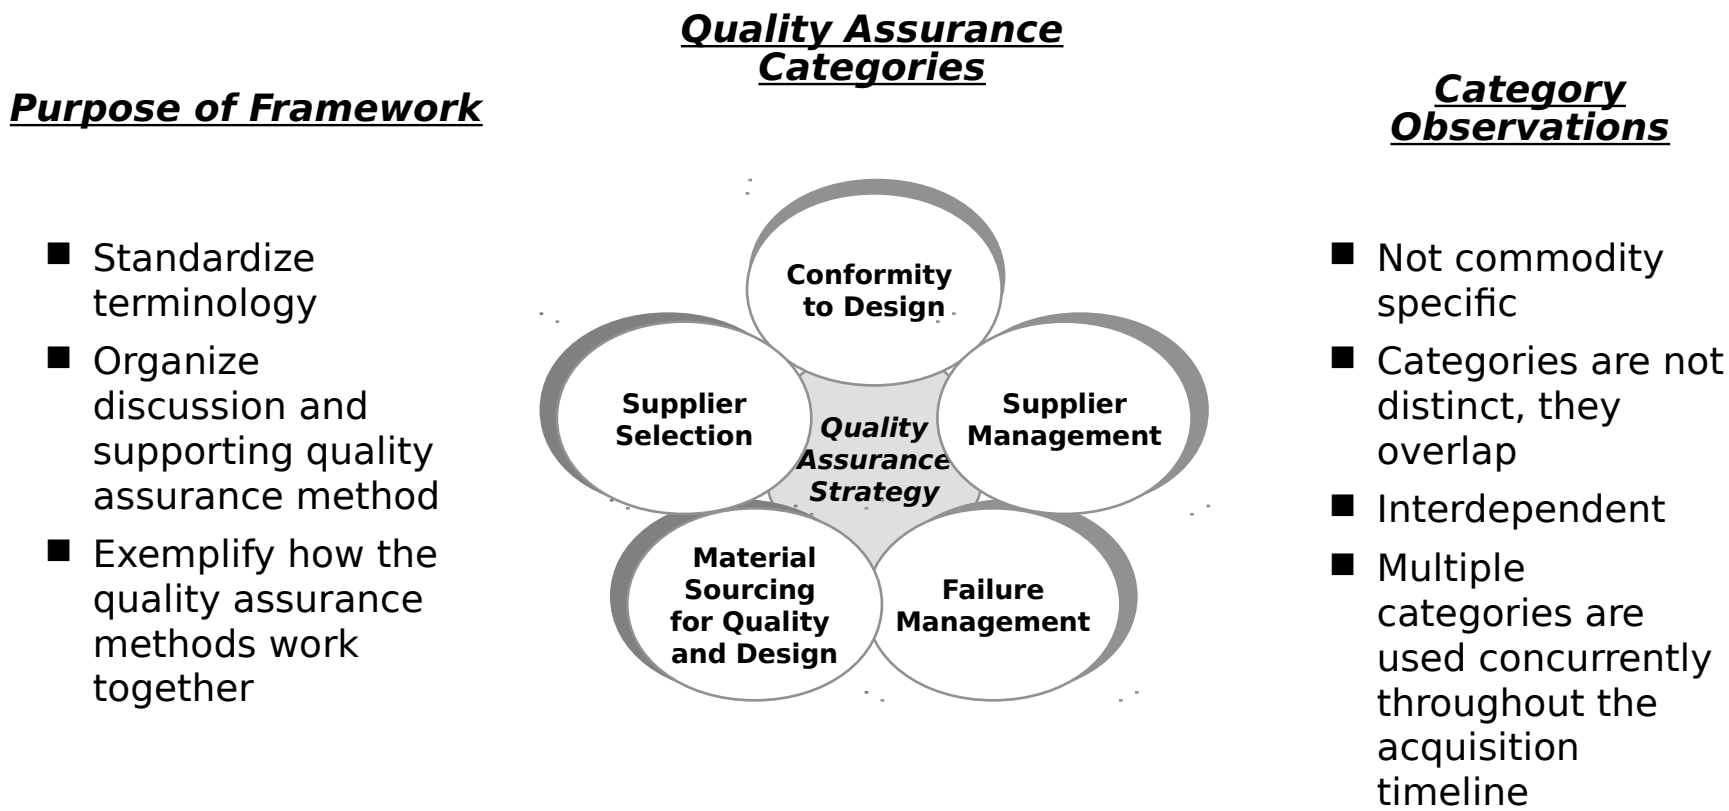 Quality Assurance
Categories
Purpose of Framework
Category
Observations
Standardize
terminology
Organize
discussion and
supporting quality
assurance method
Exemplify how the
quality assurance
methods work
together
Conformity
to Design
Supplier
Selection
Supplier
Management
Quality
Assurance
Strategy
Material
Sourcing
for Quality
and Design
Failure
Management
Not commodity
specific
Categories are not
distinct, they
overlap
Interdependent
Multiple
categories are
used concurrently
throughout the
acquisition
timeline